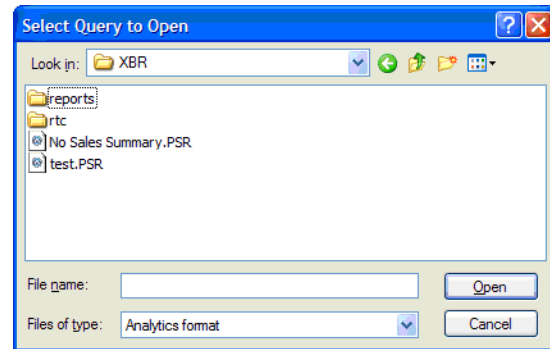 Select Query to Open
Look in: XBR
reports
rtc
No Sales Summary.PSR
test.PSR
File name: Open
Files of type: Analytics format Cancel